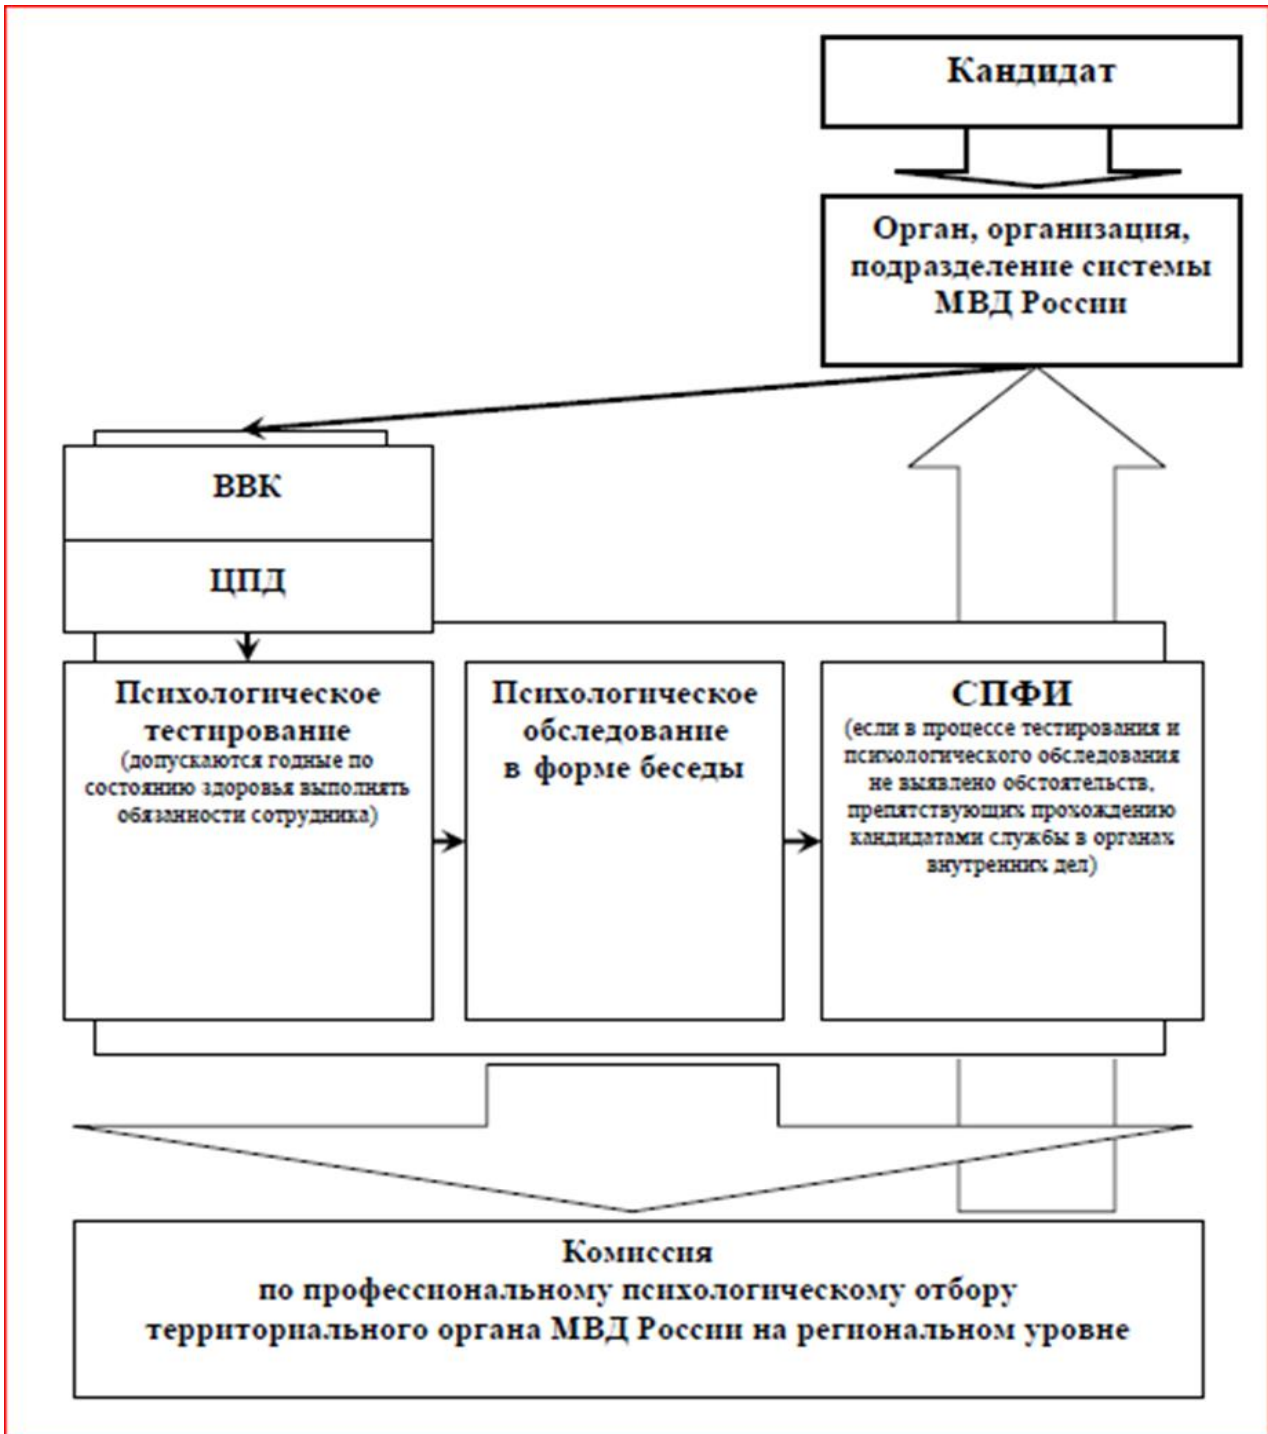 Кандидат
Орган, организация,
подразделение системы
МВД России
ВВК
ЦПД
Психологическое
тестирование
(допускаются годные по
состоянию здоровья выполнять
обязанности сотрудника)
Психологическое
обследование
в форме беседы
СПФИ
(если в процессе тестирования и
психологического обследования
не выявлено обстоятельств,
препятствующих прохождению
кандидатами службы в органах
внутренних дел)
Комиссия
по профессиональному психологическому отбору
территориального органа МВД России на региональном уровне